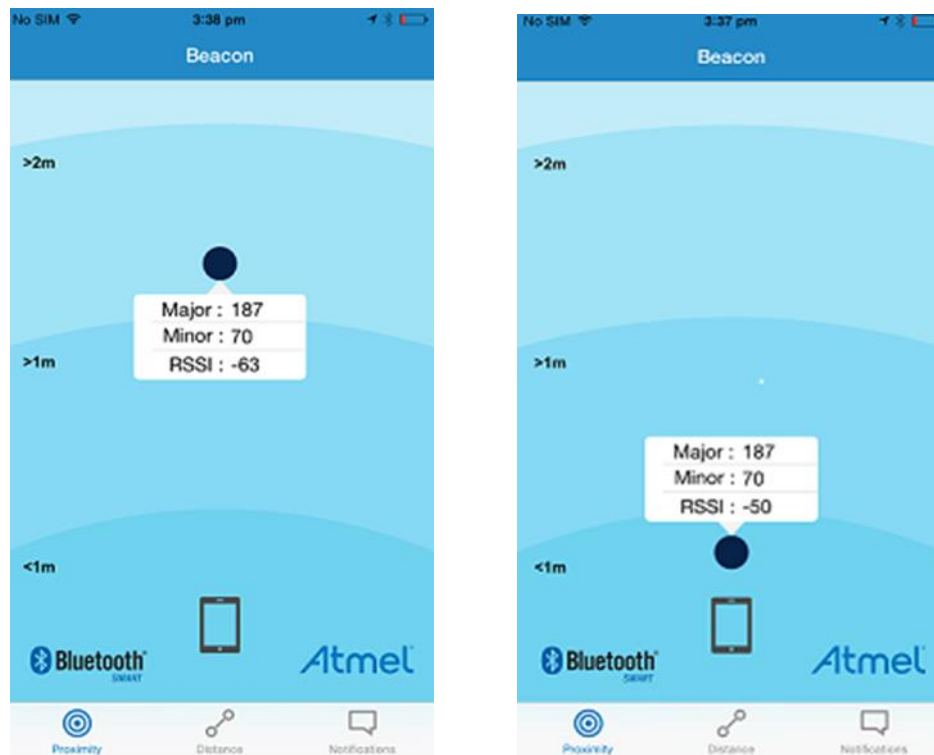 No SIM 3:38 pm
Beacon
>2m
Major : 187
Minor : 70
RSSI : -63
>1m
<1m
Bluetooth®
SMART
Atmel
Proximity Distance Notifications
No SIM 3:37 pm
Beacon
>2m
>1m
Major : 187
Minor : 70
RSSI : -50
<1m
Bluetooth®
SMART
Atmel
Proximity Distance Notifications